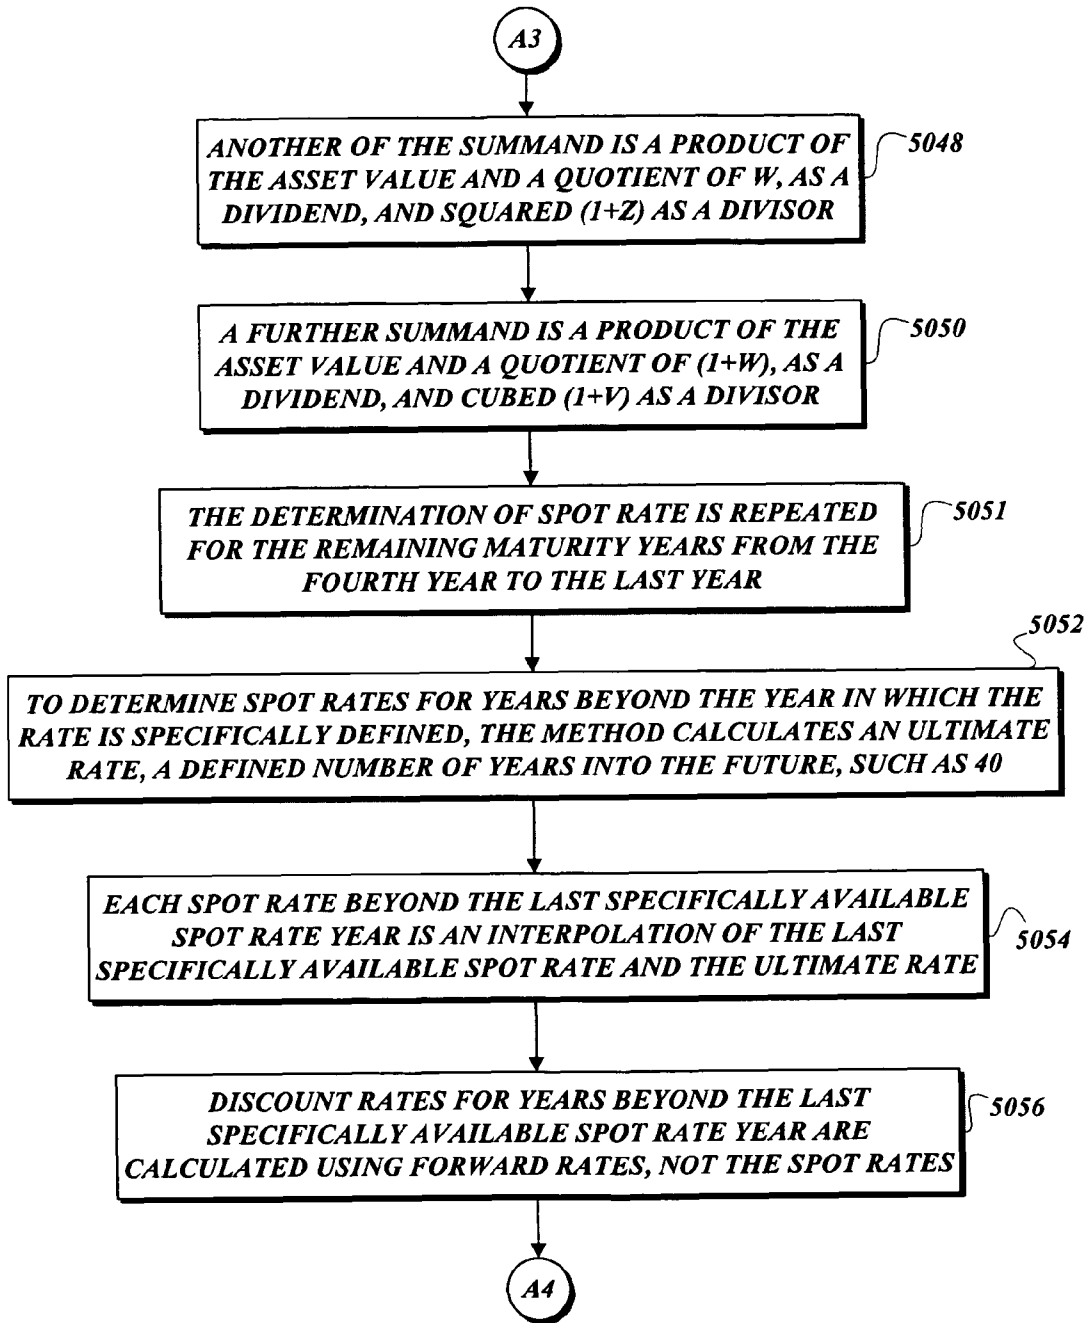 A3
ANOTHER OF THE SUMMAND IS A PRODUCT OF
THE ASSET VALUE AND A QUOTIENT OF W, AS A
DIVIDEND, AND SQUARED (1+Z) AS A DIVISOR
5048
A FURTHER SUMMAND IS A PRODUCT OF THE
ASSET VALUE AND A QUOTIENT OF (1+W), AS A
DIVIDEND, AND CUBED (1+V) AS A DIVISOR
5050
THE DETERMINATION OF SPOT RATE IS REPEATED
FOR THE REMAINING MATURITY YEARS FROM THE
FOURTH YEAR TO THE LAST YEAR
5051
5052
TO DETERMINE SPOT RATES FOR YEARS BEYOND THE YEAR IN WHICH THE
RATE IS SPECIFICALLY DEFINED, THE METHOD CALCULATES AN ULTIMATE
RATE, A DEFINED NUMBER OF YEARS INTO THE FUTURE, SUCH AS 40
EACH SPOT RATE BEYOND THE LAST SPECIFICALLY AVAILABLE
SPOT RATE YEAR IS AN INTERPOLATION OF THE LAST
SPECIFICALLY AVAILABLE SPOT RATE AND THE ULTIMATE RATE
5054
DISCOUNT RATES FOR YEARS BEYOND THE LAST
SPECIFICALLY AVAILABLE SPOT RATE YEAR ARE
CALCULATED USING FORWARD RATES, NOT THE SPOT RATES
5056
A4